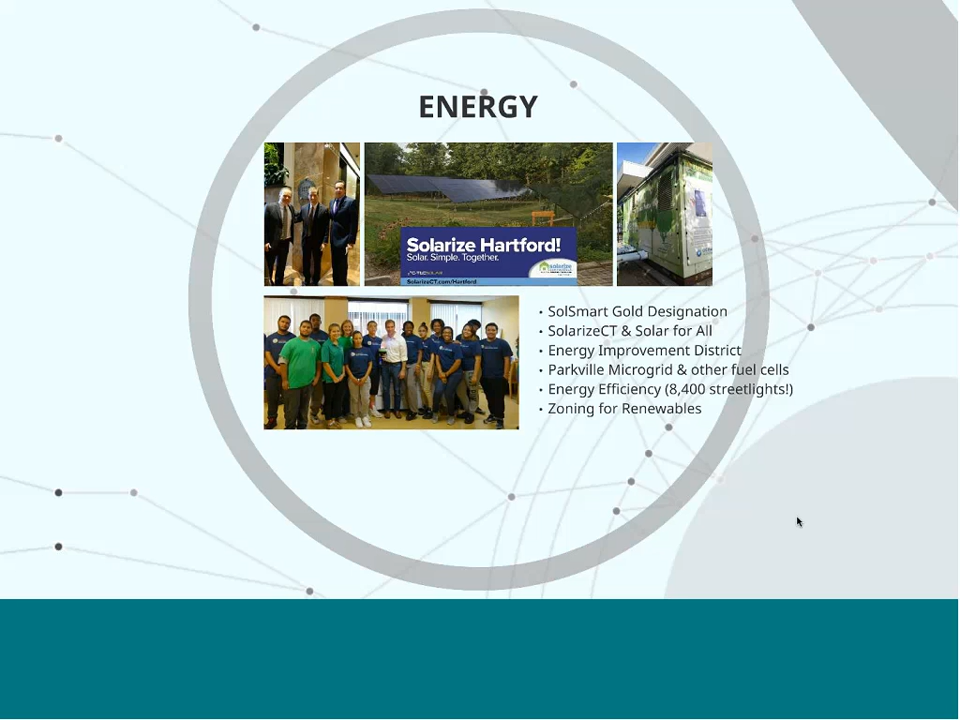 ENERGY
Solarize Hartford!
Solar. Simple. Together.
SolarizeCT.com/Hartford
• SolSmart Gold Designation
• SolarizeCT & Solar for All
• Energy Improvement District
• Parkville Microgrid & other fuel cells
• Energy Efficiency (8,400 streetlights!)
• Zoning for Renewables